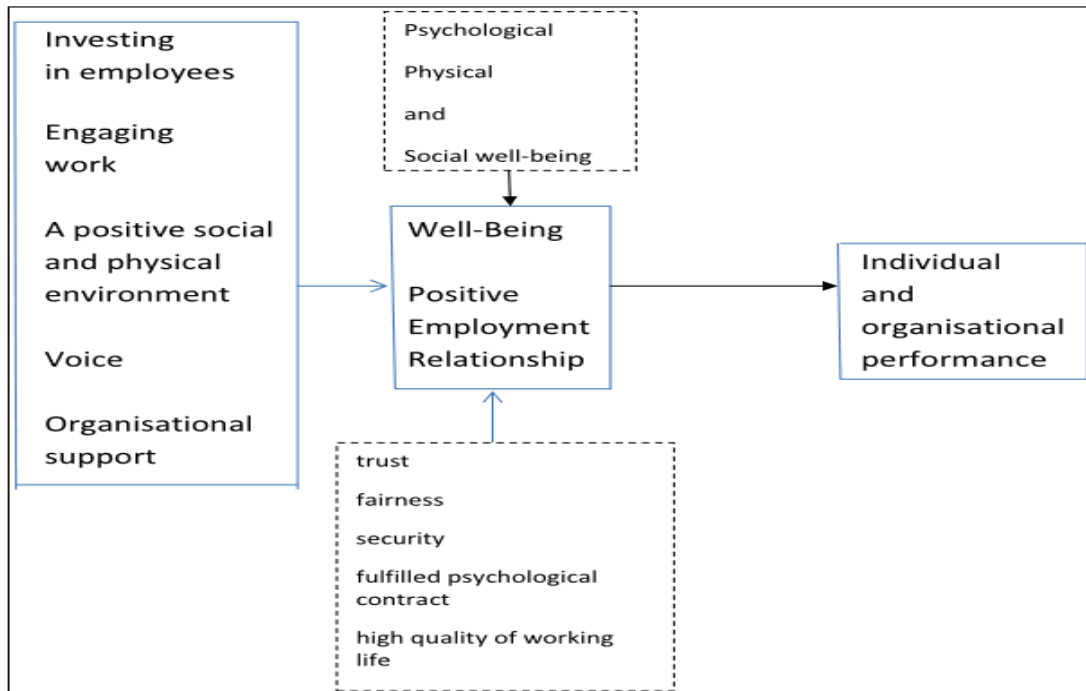 Investing
in employees
Engaging
work
A positive social
and physical
environment
Voice
Organisational
support
Psychological
Physical
and
Social well-being
Well-Being
Positive
Employment
Relationship
trust
fairness
security
fulfilled psychological
contract
high quality of working
life
Individual
and
organisational
performance